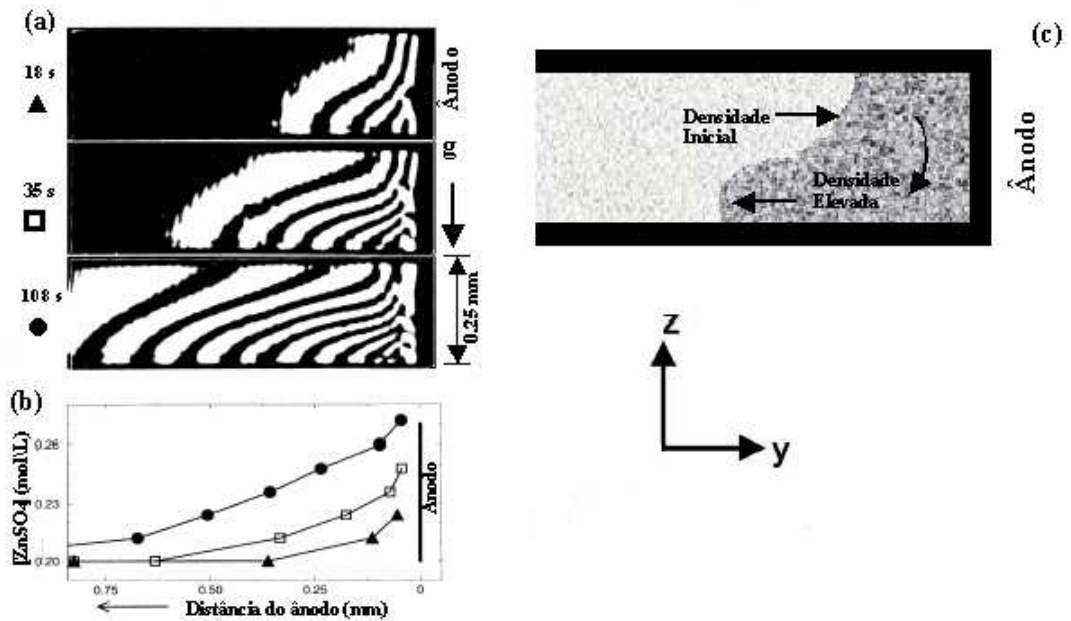 (a)
18 s
35 s
108 s
Ânodo
g
0.25 mm
(b)
[ZnSO4] (mol\L)
0.26
0.23
0.20
0.75
0.50
0.25
0
Ânodo
Distância do ânodo (mm)
(c)
Densidade
Inicial
Densidade
Elevada
Ânodo
z
y